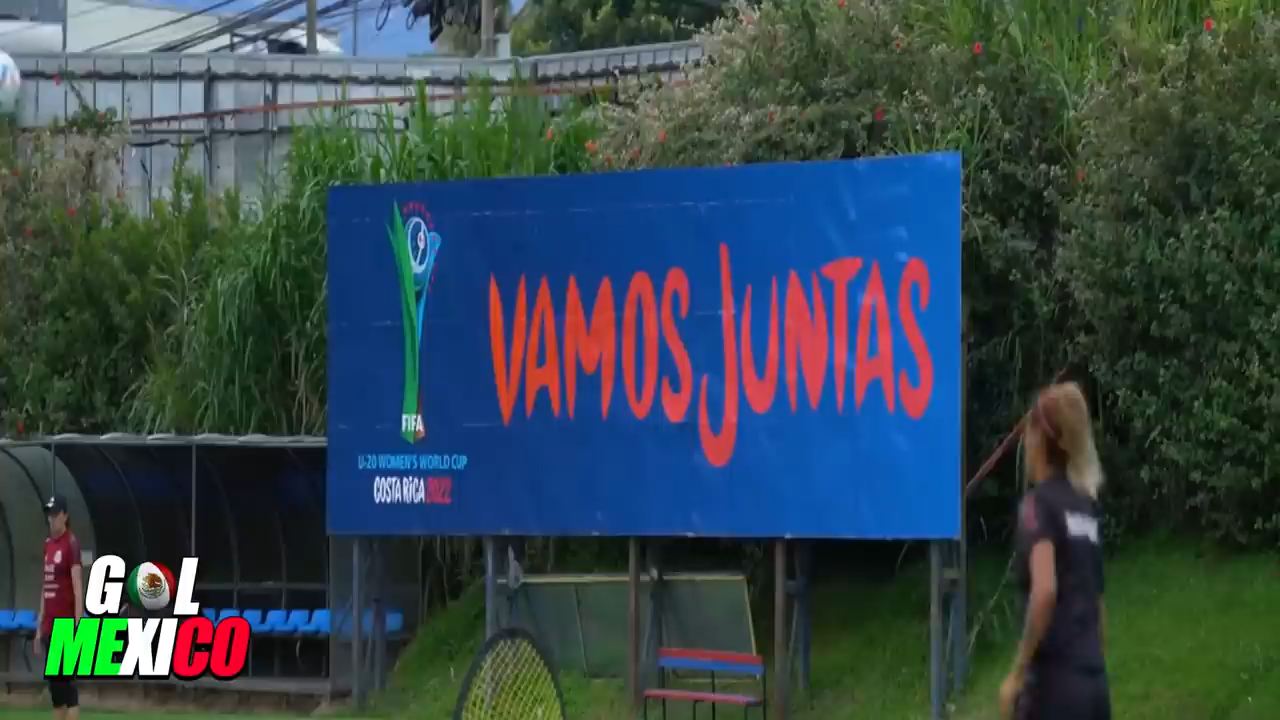 VAMOS JUNTAS
FIFA
U-20 WOMEN'S WORLD CUP
COSTA RICA 2022
GOL
MEXICO